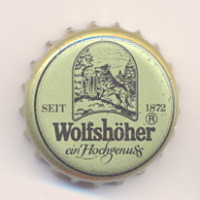 SEIT 1872
Wolfshöher ®
ein Hochgenuß